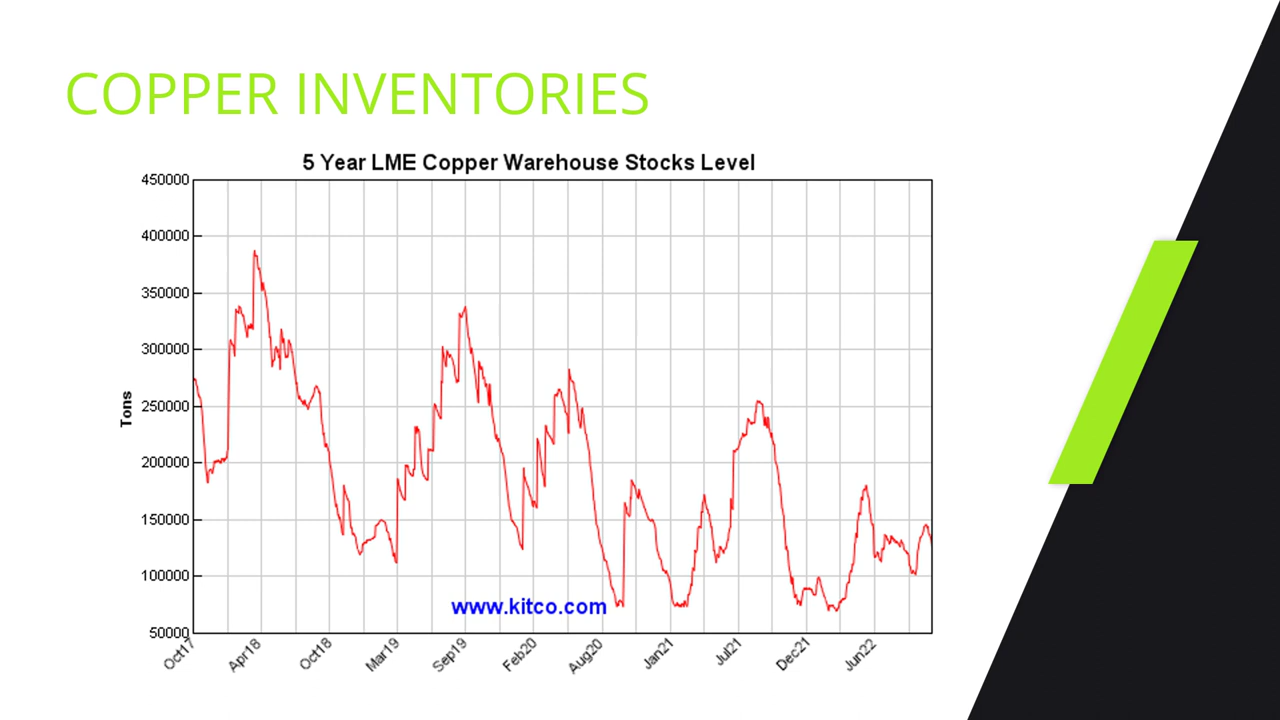 COPPER INVENTORIES
5 Year LME Copper Warehouse Stocks Level
450000
400000
350000
300000
250000
200000
150000
100000
50000
Tons
www.kitco.com
Oct17
Apr18
Oct18
Mar19
Sep19
Feb20
Aug20
Jan21
Jul21
Dec21
Jun22